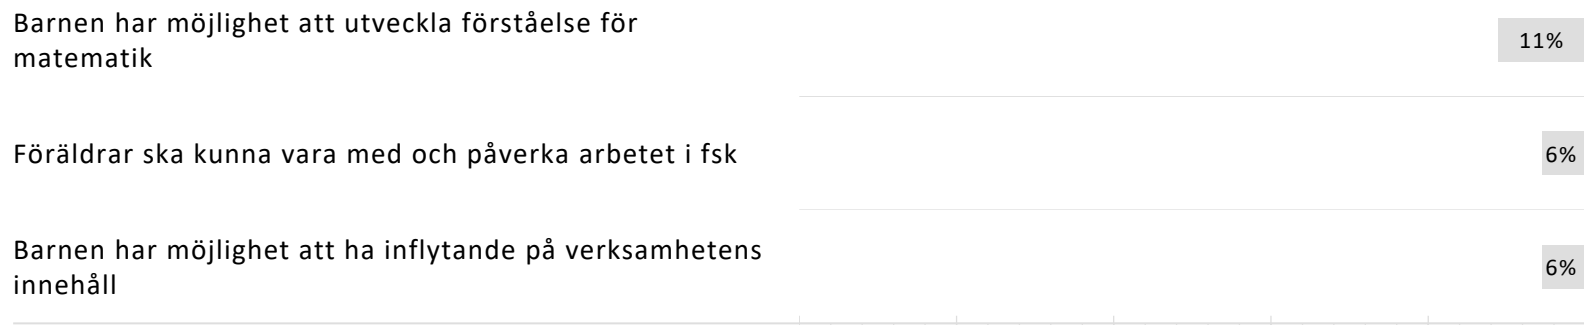 Barnen har möjlighet att utveckla förståelse för
matematik
11%
Föräldrar ska kunna vara med och påverka arbetet i fsk
6%
Barnen har möjlighet att ha inflytande på verksamhetens
innehåll
6%